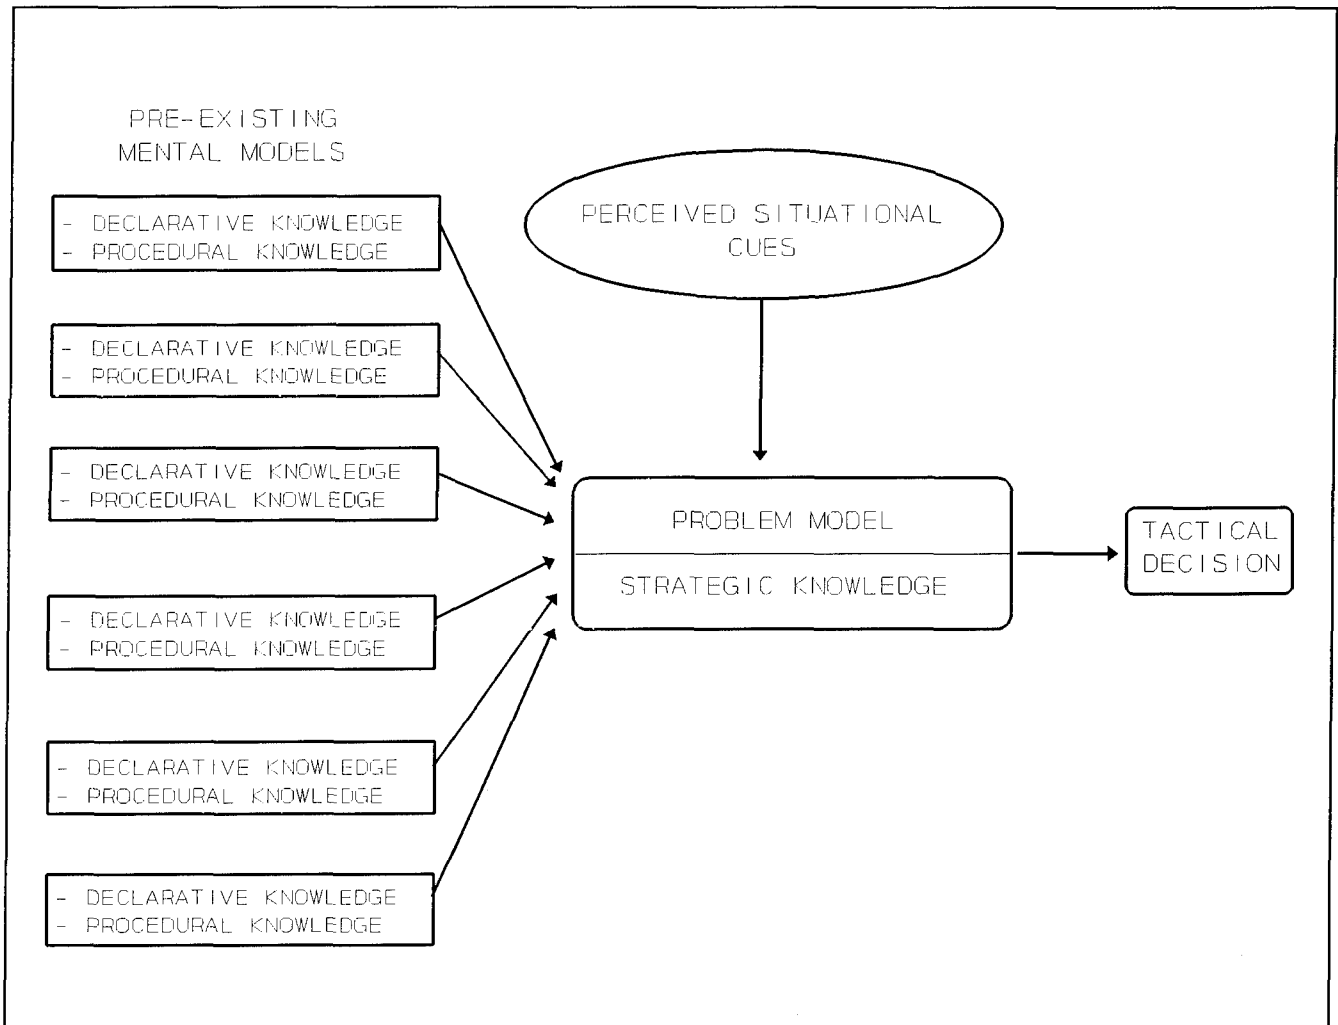 PRE-EXISTING
MENTAL MODELS
- DECLARATIVE KNOWLEDGE
- PROCEDURAL KNOWLEDGE
- DECLARATIVE KNOWLEDGE
- PROCEDURAL KNOWLEDGE
- DECLARATIVE KNOWLEDGE
- PROCEDURAL KNOWLEDGE
- DECLARATIVE KNOWLEDGE
- PROCEDURAL KNOWLEDGE
- DECLARATIVE KNOWLEDGE
- PROCEDURAL KNOWLEDGE
- DECLARATIVE KNOWLEDGE
- PROCEDURAL KNOWLEDGE
PERCEIVED SITUATIONAL
CUES
PROBLEM MODEL
STRATEGIC KNOWLEDGE
TACTICAL
DECISION